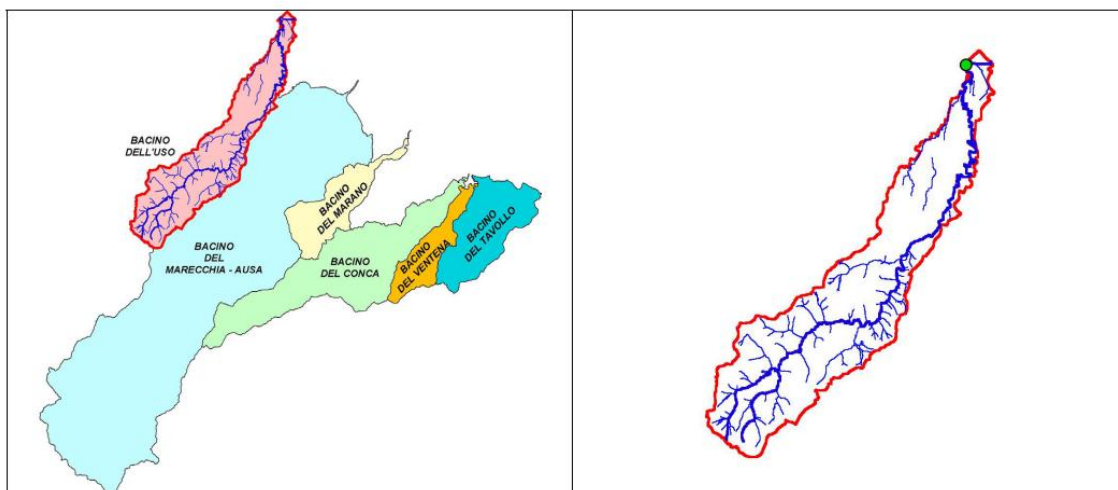 BACINO
DELL'USO
BACINO
DEL
MARECCHIA - AUSA
BACINO
DEL MARANO
BACINO
DEL CONCA
BACINO
DEL VENTENA
BACINO
DEL TAVOLLO